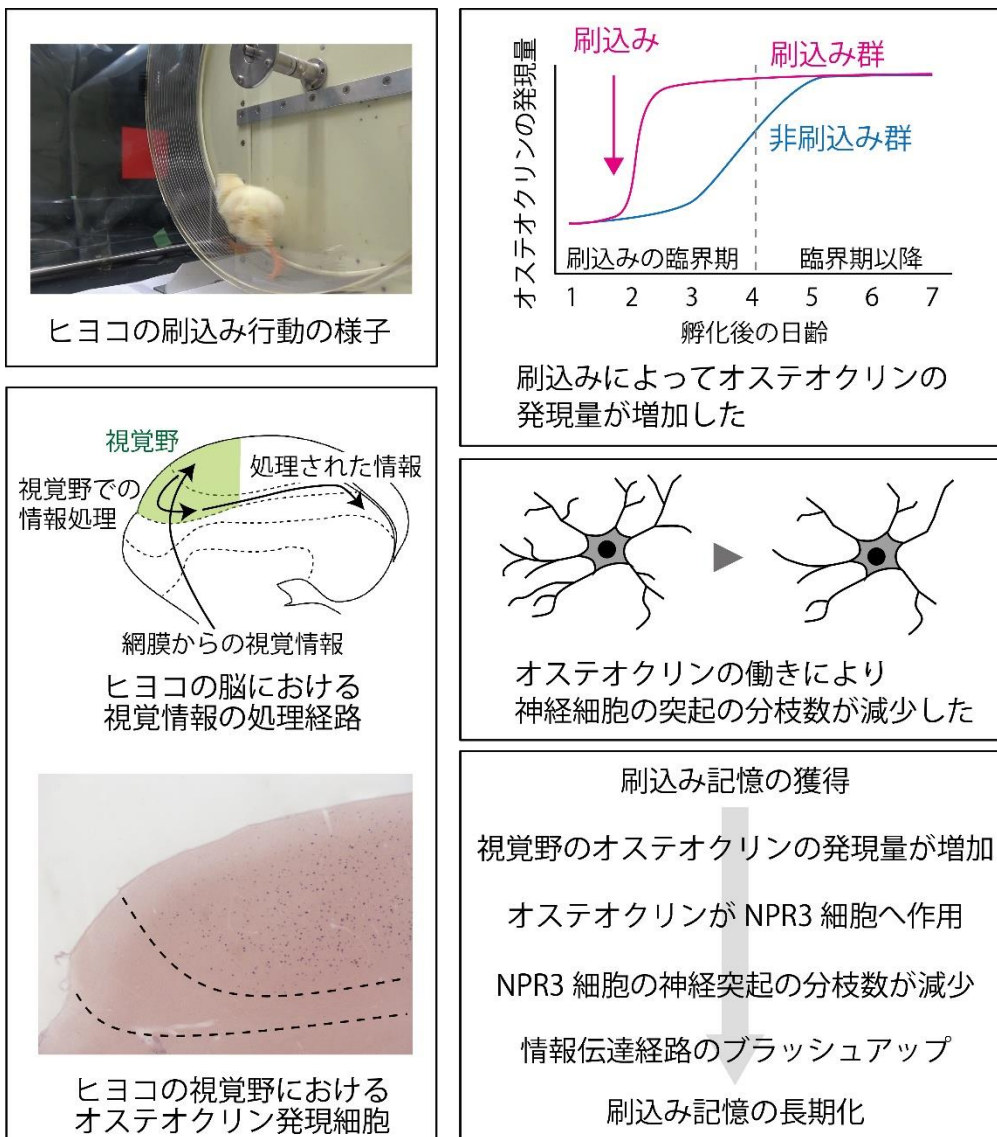 ヒヨコの刷込み行動の様子
視覚野
処理された情報
視覚野での
情報処理
網膜からの視覚情報
ヒヨコの脳における
視覚情報の処理経路
ヒヨコの視覚野における
オステオクリン発現細胞
オステオクリンの発現量
刷込み
刷込み群
非刷込み群
刷込みの臨界期
臨界期以降
1 2 3 4 5 6 7
孵化後の日齢
刷込みによってオステオクリンの
発現量が増加した
オステオクリンの働きにより
神経細胞の突起の分枝数が減少した
刷込み記憶の獲得
視覚野のオステオクリンの発現量が増加
オステオクリンが NPR3 細胞へ作用
NPR3 細胞の神経突起の分枝数が減少
情報伝達経路のブラッシュアップ
刷込み記憶の長期化